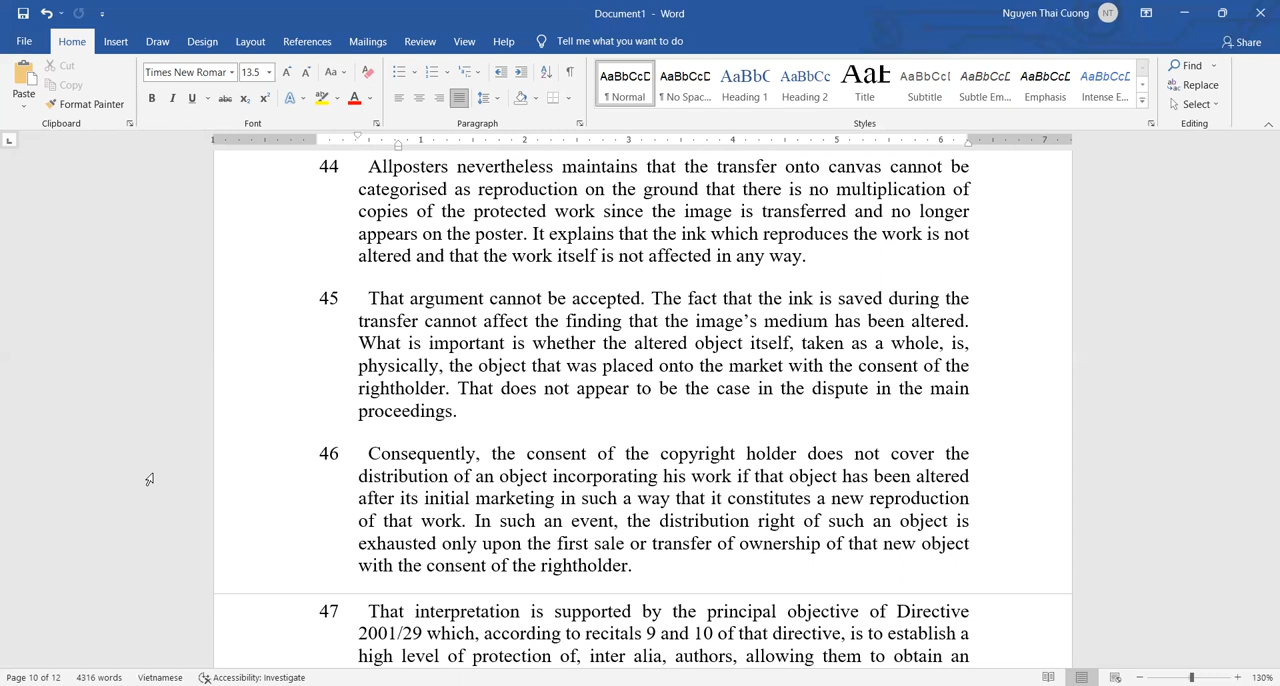 Document1 - Word
Nguyen Thai Cuong NT
File Home Insert Draw Design Layout References Mailings Review View Help Tell me what you want to do Share
Paste Cut Copy Format Painter
Times New Romar 13.5 A A Aa
B I U abc x₂ x² A A
AaBbCcD AaBbCcD AaBbC AaBbCc AaB AaBbCcI AaBbCcL AaBbCcD AaBbCcL
¶ Normal ¶ No Spac... Heading 1 Heading 2 Title Subtitle Subtle Em... Emphasis Intense E...
Find Replace Select
Clipboard Font Paragraph Styles Editing
1 1 2 3 4 5 6 7
44 Allposters nevertheless maintains that the transfer onto canvas cannot be
categorised as reproduction on the ground that there is no multiplication of
copies of the protected work since the image is transferred and no longer
appears on the poster. It explains that the ink which reproduces the work is not
altered and that the work itself is not affected in any way.
45 That argument cannot be accepted. The fact that the ink is saved during the
transfer cannot affect the finding that the image’s medium has been altered.
What is important is whether the altered object itself, taken as a whole, is,
physically, the object that was placed onto the market with the consent of the
rightholder. That does not appear to be the case in the dispute in the main
proceedings.
46 Consequently, the consent of the copyright holder does not cover the
distribution of an object incorporating his work if that object has been altered
after its initial marketing in such a way that it constitutes a new reproduction
of that work. In such an event, the distribution right of such an object is
exhausted only upon the first sale or transfer of ownership of that new object
with the consent of the rightholder.
47 That interpretation is supported by the principal objective of Directive
2001/29 which, according to recitals 9 and 10 of that directive, is to establish a
high level of protection of, inter alia, authors, allowing them to obtain an
Page 10 of 12 4316 words Vietnamese Accessibility: Investigate 130%